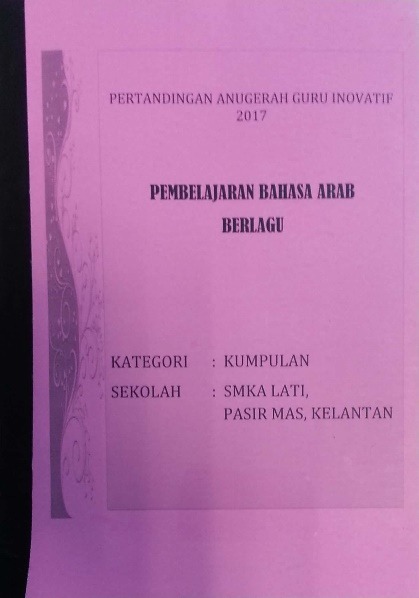 PERTANDINGAN ANUGERAH GURU INOVATIF
2017
PEMBELAJARAN BAHASA ARAB
BERLAGU
KATEGORI : KUMPULAN
SEKOLAH : SMKA LATI,
PASIR MAS, KELANTAN